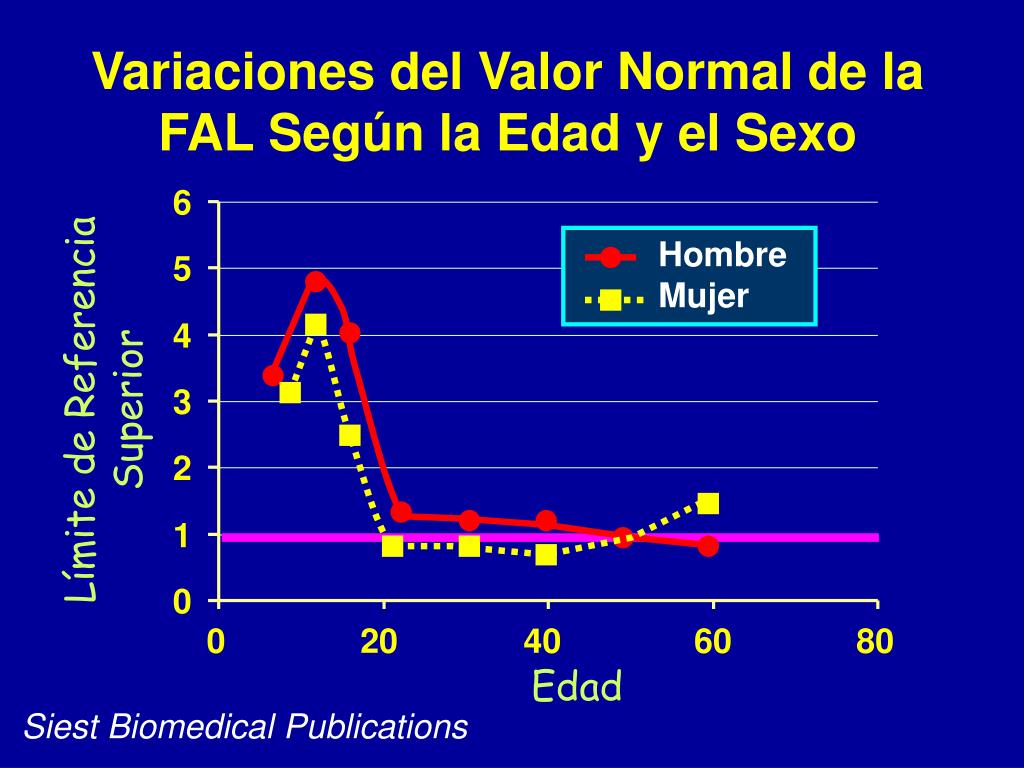 Variaciones del Valor Normal de la
FAL Según la Edad y el Sexo
Límite de Referencia
Superior
6
5
4
3
2
1
0
Hombre
Mujer
0 20 40 60 80
Edad
Siest Biomedical Publications